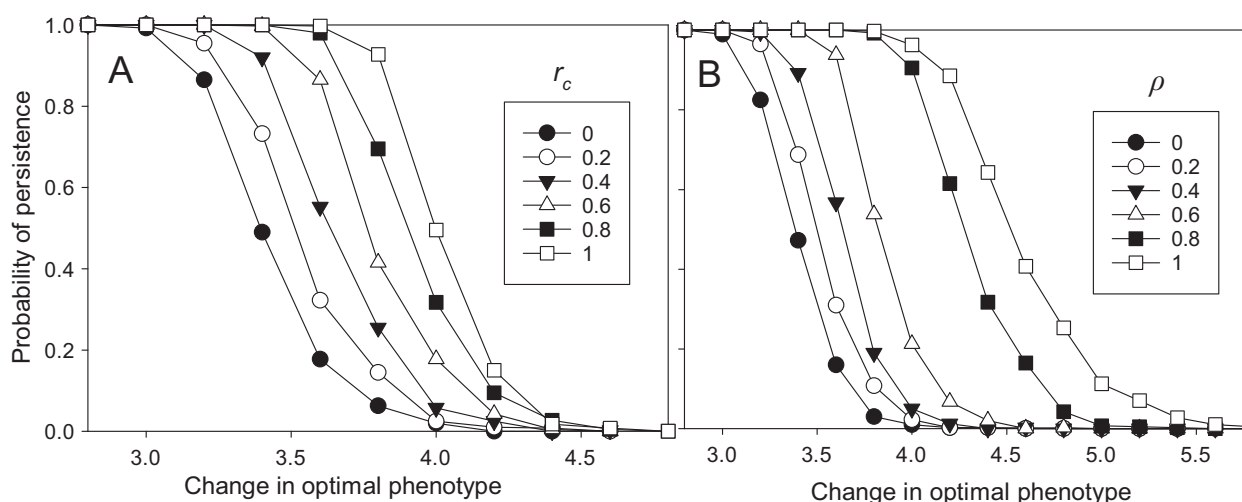 A
B
r_c
0
0.2
0.4
0.6
0.8
1
ρ
0
0.2
0.4
0.6
0.8
1
Probability of persistence
1.0
0.8
0.6
0.4
0.2
0.0
3.0 3.5 4.0 4.5
Change in optimal phenotype
3.0 3.5 4.0 4.5 5.0 5.5
Change in optimal phenotype